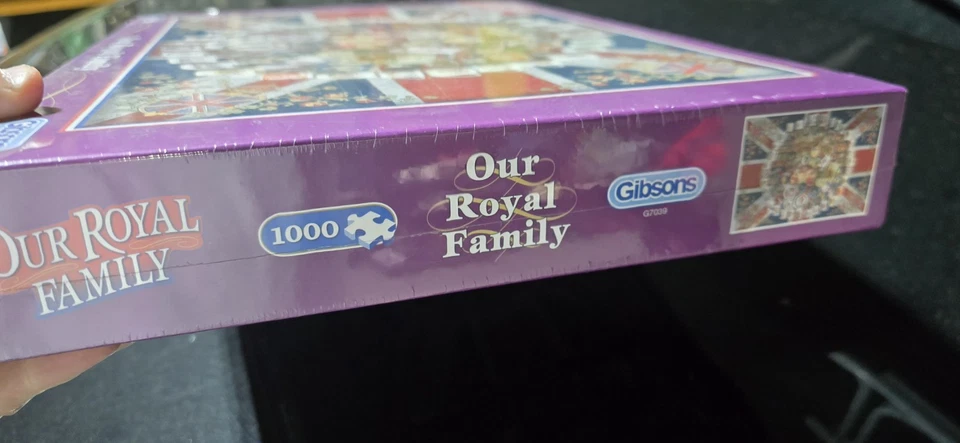 OUR ROYAL
FAMILY
1000
Our
Royal
Family
Gibsons
G7039